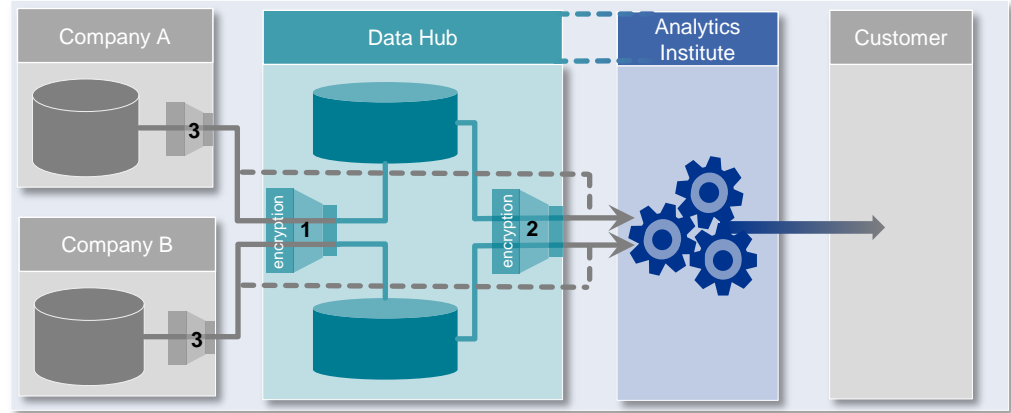 Company A
3
Company B
3
Data Hub
encryption
1
encryption
2
Analytics
Institute
Customer